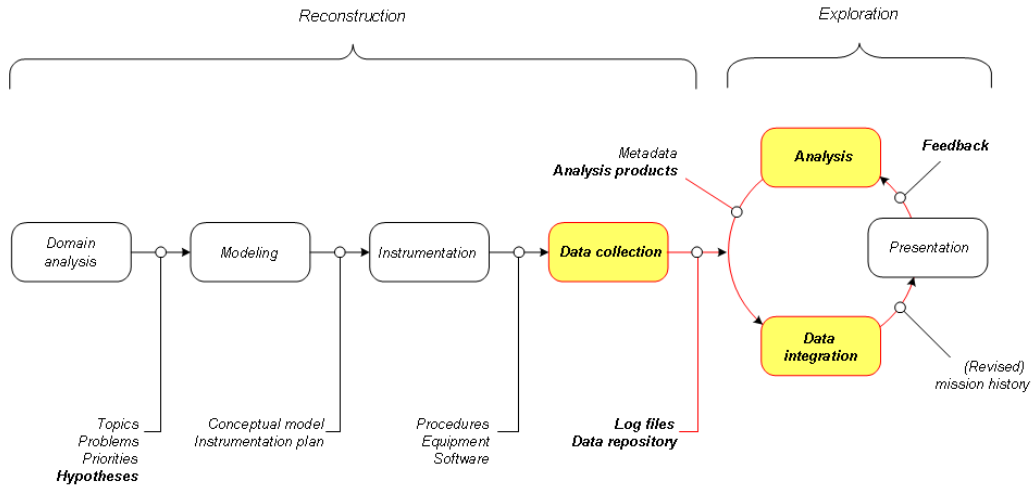 Reconstruction
Exploration
Metadata
Analysis products
Analysis
Feedback
Domain
analysis
Modeling
Instrumentation
Data collection
Presentation
Data
integration
(Revised)
mission history
Topics
Problems
Priorities
Hypotheses
Conceptual model
Instrumentation plan
Procedures
Equipment
Software
Log files
Data repository